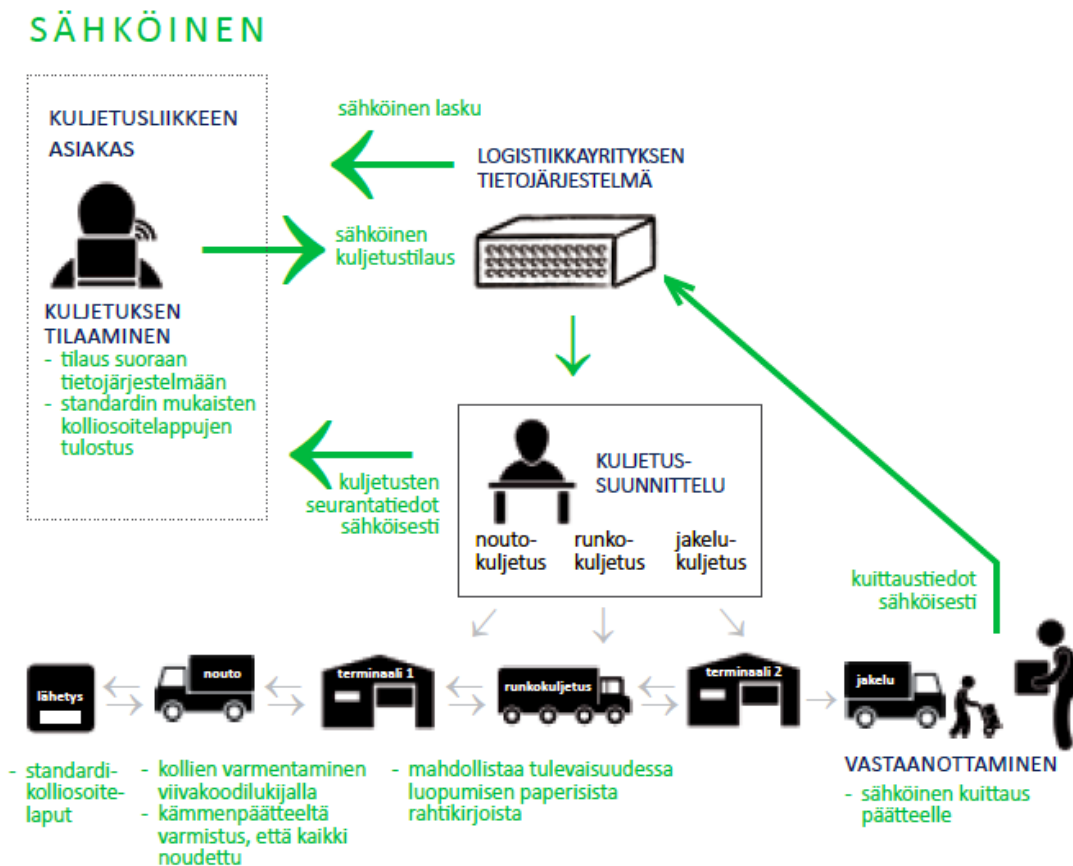 SÄHKÖINEN
KULJETUSLIIKKEEN
ASIAKAS
KULJETUKSEN
TILAAMINEN
- tilaus suoraan
tietojärjestelmään
- standardin mukaisten
kolliosoitelappujen
tulostus
sähköinen lasku
sähköinen
kuljetustilaus
LOGISTIIKKAYRITYKSEN
TIETOJÄRJESTELMÄ
kuljetusten
seurantatiedot
sähköisesti
KULJETUS-
SUUNNITTELU
nouto-
kuljetus
runko-
kuljetus
jakelu-
kuljetus
kuittaustiedot
sähköisesti
lähetys
nouto
terminaali 1
runkokuljetus
terminaali 2
jakelu
- standardi-
kolliosoite-
laput
- kollien varmentaminen
viivakoodilukijalla
- kämmenpäätteeltä
varmistus, että kaikki
noudettu
- mahdollistaa tulevaisuudessa
luopumisen paperisista
rahtikirjoista
VASTAANOTTAMINEN
- sähköinen kuittaus
päätteelle